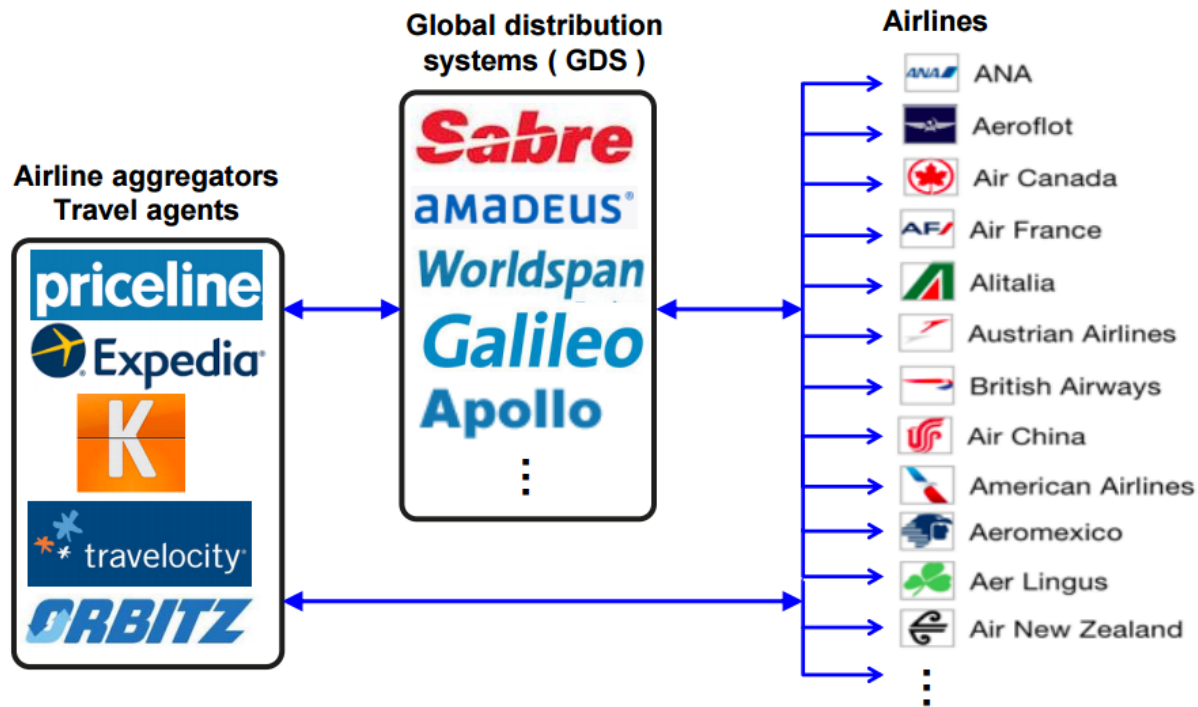 Airline aggregators
Travel agents
priceline
Expedia®
K
travelocity®
ORBITZ
Global distribution
systems ( GDS )
Sabre
amadeus®
Worldspan
Galileo
Apollo
⋮
Airlines
ANA ANA
Aeroflot
Air Canada
AF Air France
Alitalia
Austrian Airlines
British Airways
Air China
American Airlines
Aeromexico
Aer Lingus
Air New Zealand
⋮